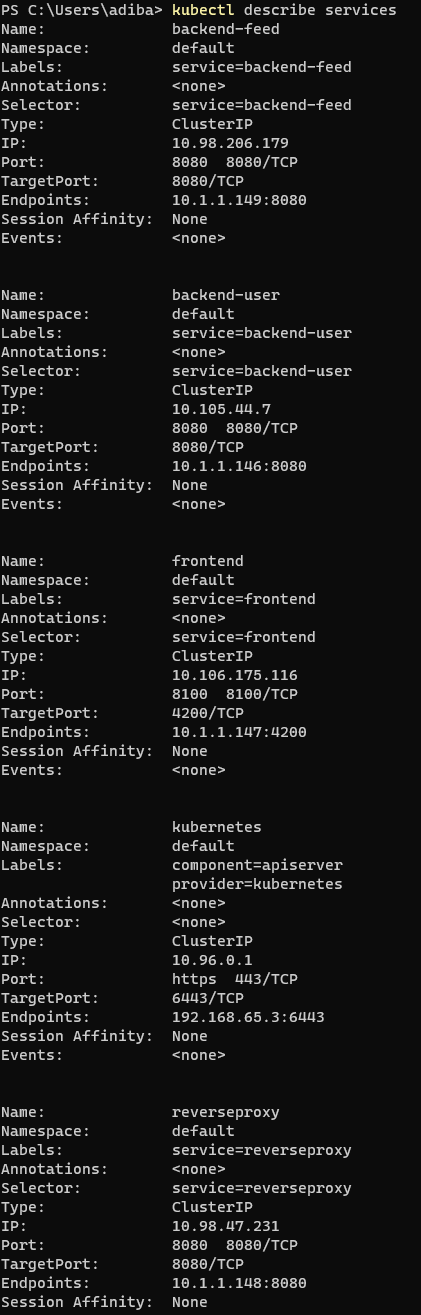 PS C:\Users\adiba> kubectl describe services
Name:              backend-feed
Namespace:         default
Labels:            service=backend-feed
Annotations:       <none>
Selector:          service=backend-feed
Type:              ClusterIP
IP:                10.98.206.179
Port:              8080  8080/TCP
TargetPort:        8080/TCP
Endpoints:         10.1.1.149:8080
Session Affinity:  None
Events:            <none>

Name:              backend-user
Namespace:         default
Labels:            service=backend-user
Annotations:       <none>
Selector:          service=backend-user
Type:              ClusterIP
IP:                10.105.44.7
Port:              8080  8080/TCP
TargetPort:        8080/TCP
Endpoints:         10.1.1.146:8080
Session Affinity:  None
Events:            <none>

Name:              frontend
Namespace:         default
Labels:            service=frontend
Annotations:       <none>
Selector:          service=frontend
Type:              ClusterIP
IP:                10.106.175.116
Port:              8100  8100/TCP
TargetPort:        4200/TCP
Endpoints:         10.1.1.147:4200
Session Affinity:  None
Events:            <none>

Name:              kubernetes
Namespace:         default
Labels:            component=apiserver
                   provider=kubernetes
Annotations:       <none>
Selector:          <none>
Type:              ClusterIP
IP:                10.96.0.1
Port:              https  443/TCP
TargetPort:        6443/TCP
Endpoints:         192.168.65.3:6443
Session Affinity:  None
Events:            <none>

Name:              reverseproxy
Namespace:         default
Labels:            service=reverseproxy
Annotations:       <none>
Selector:          service=reverseproxy
Type:              ClusterIP
IP:                10.98.47.231
Port:              8080  8080/TCP
TargetPort:        8080/TCP
Endpoints:         10.1.1.148:8080
Session Affinity:  None